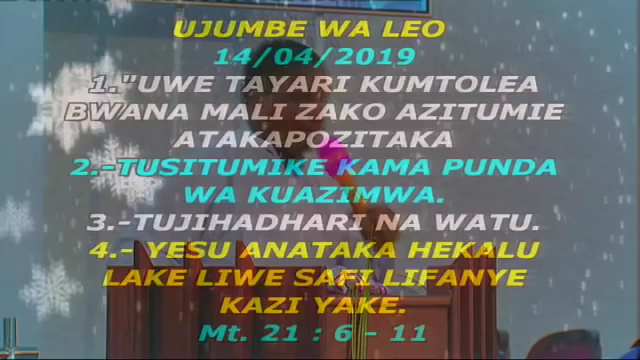 UJUMBE WA LEO
14/04/2019
1."UWE TAYARI KUMTOLEA
BWANA MALI ZAKO AZITUMIE
ATAKAPOZITAKA
2.-TUSITUMIKE KAMA PUNDA
WA KUAZIMWA.
3.-TUJIHADHARI NA WATU.
4.- YESU ANATAKA HEKALU
LAKE LIWE SAFI LIFANYE
KAZI YAKE.
Mt. 21 : 6 - 11